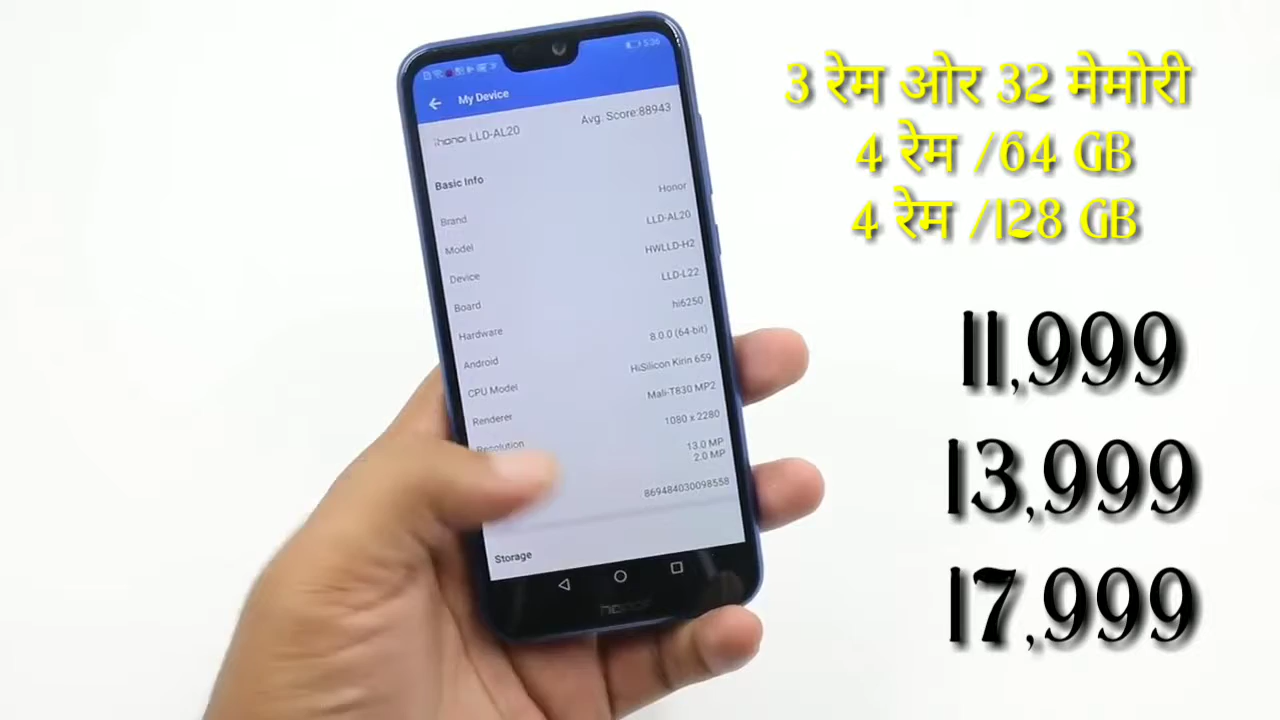 5:36
My Device
honor LLD-AL20
Avg. Score:88943
Basic Info
Brand Honor
Model LLD-AL20
Device HWLLD-H2
Board LLD-L22
Hardware hi6250
Android 8.0.0 (64-bit)
CPU Model HiSilicon Kirin 659
Renderer Mali-T830 MP2
Resolution 1080 x 2280
13.0 MP
2.0 MP
869484030098558
Storage
honor
3 रेम ओर 32 मेमोरी
4 रेम /64 GB
4 रेम /128 GB
11,999
13,999
17,999